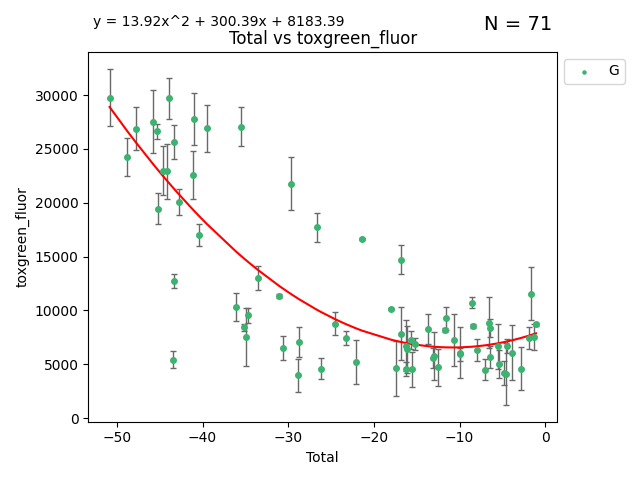 y = 13.92x^2 + 300.39x + 8183.39
N = 71
Total vs toxgreen_fluor
G
toxgreen_fluor
30000
25000
20000
15000
10000
5000
0
−50
−40
−30
−20
−10
0
Total